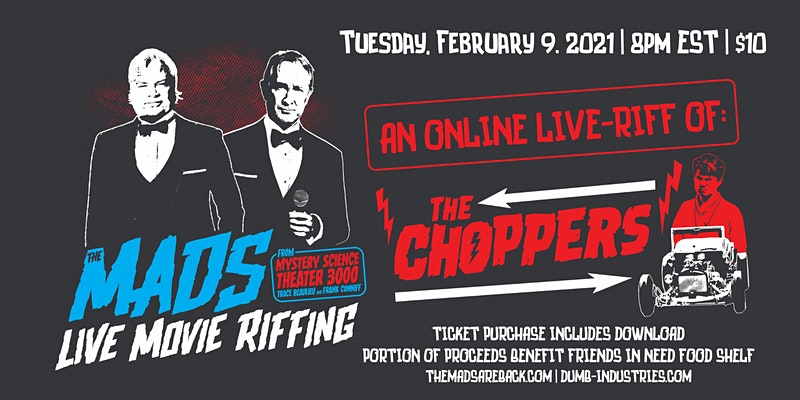 TUESDAY, FEBRUARY 9. 2021 | 8PM EST | $10
AN ONLINE LIVE-RIFF OF:
THE
CHOPPERS
THE
MADS
FROM
MYSTERY SCIENCE
THEATER 3000
TRACE BEAULIEU AND FRANK CONNIFF
LIVE MOVIE RIFFING
TICKET PURCHASE INCLUDES DOWNLOAD
PORTION OF PROCEEDS BENEFIT FRIENDS IN NEED FOOD SHELF
THEMADSAREBACK.COM | DUMB-INDUSTRIES.COM